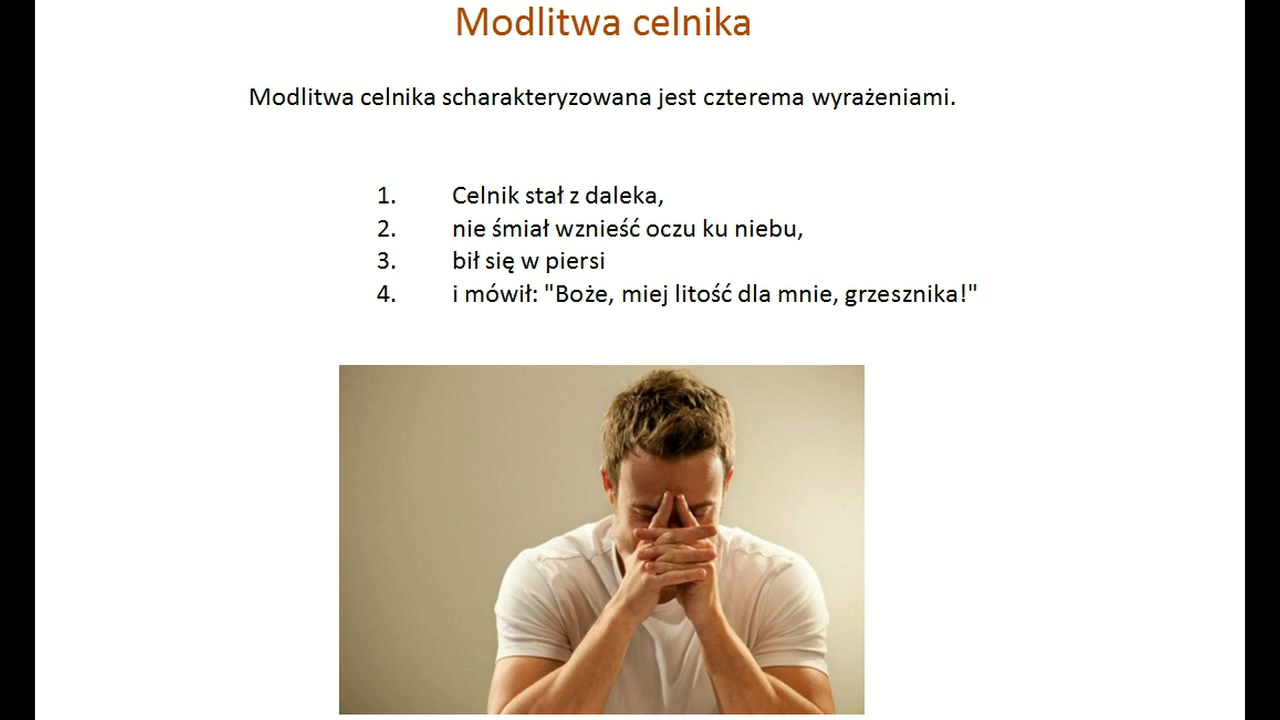 Modlitwa celnika
Modlitwa celnika scharakteryzowana jest czterema wyrażeniami.
1. Celnik stał z daleka,
2. nie śmiał wznieść oczu ku niebu,
3. bił się w piersi
4. i mówił: "Boże, miej litość dla mnie, grzesznika!"